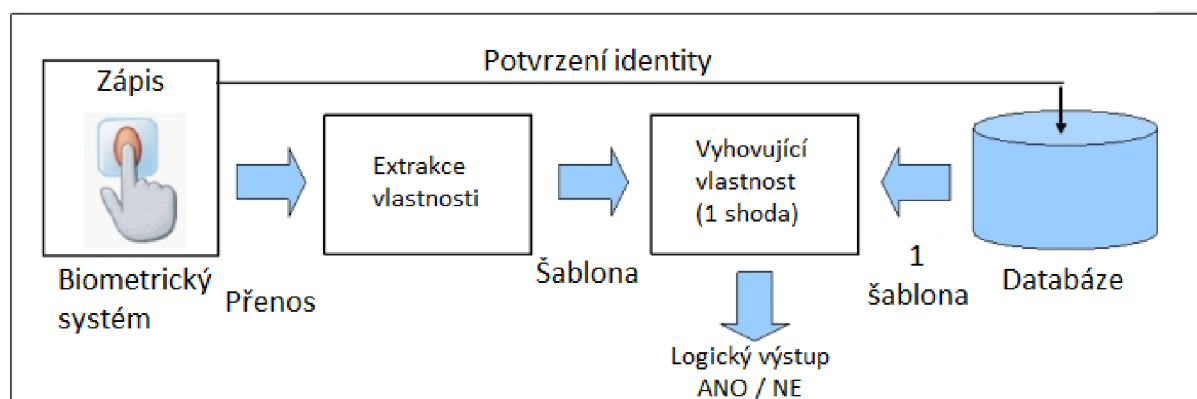 Potvrzení identity
Zápis
Extrakce
vlastnosti
Vyhovující
vlastnost
(1 shoda)
Biometrický
systém
Přenos
Šablona
1
šablona
Databáze
Logický výstup
ANO / NE